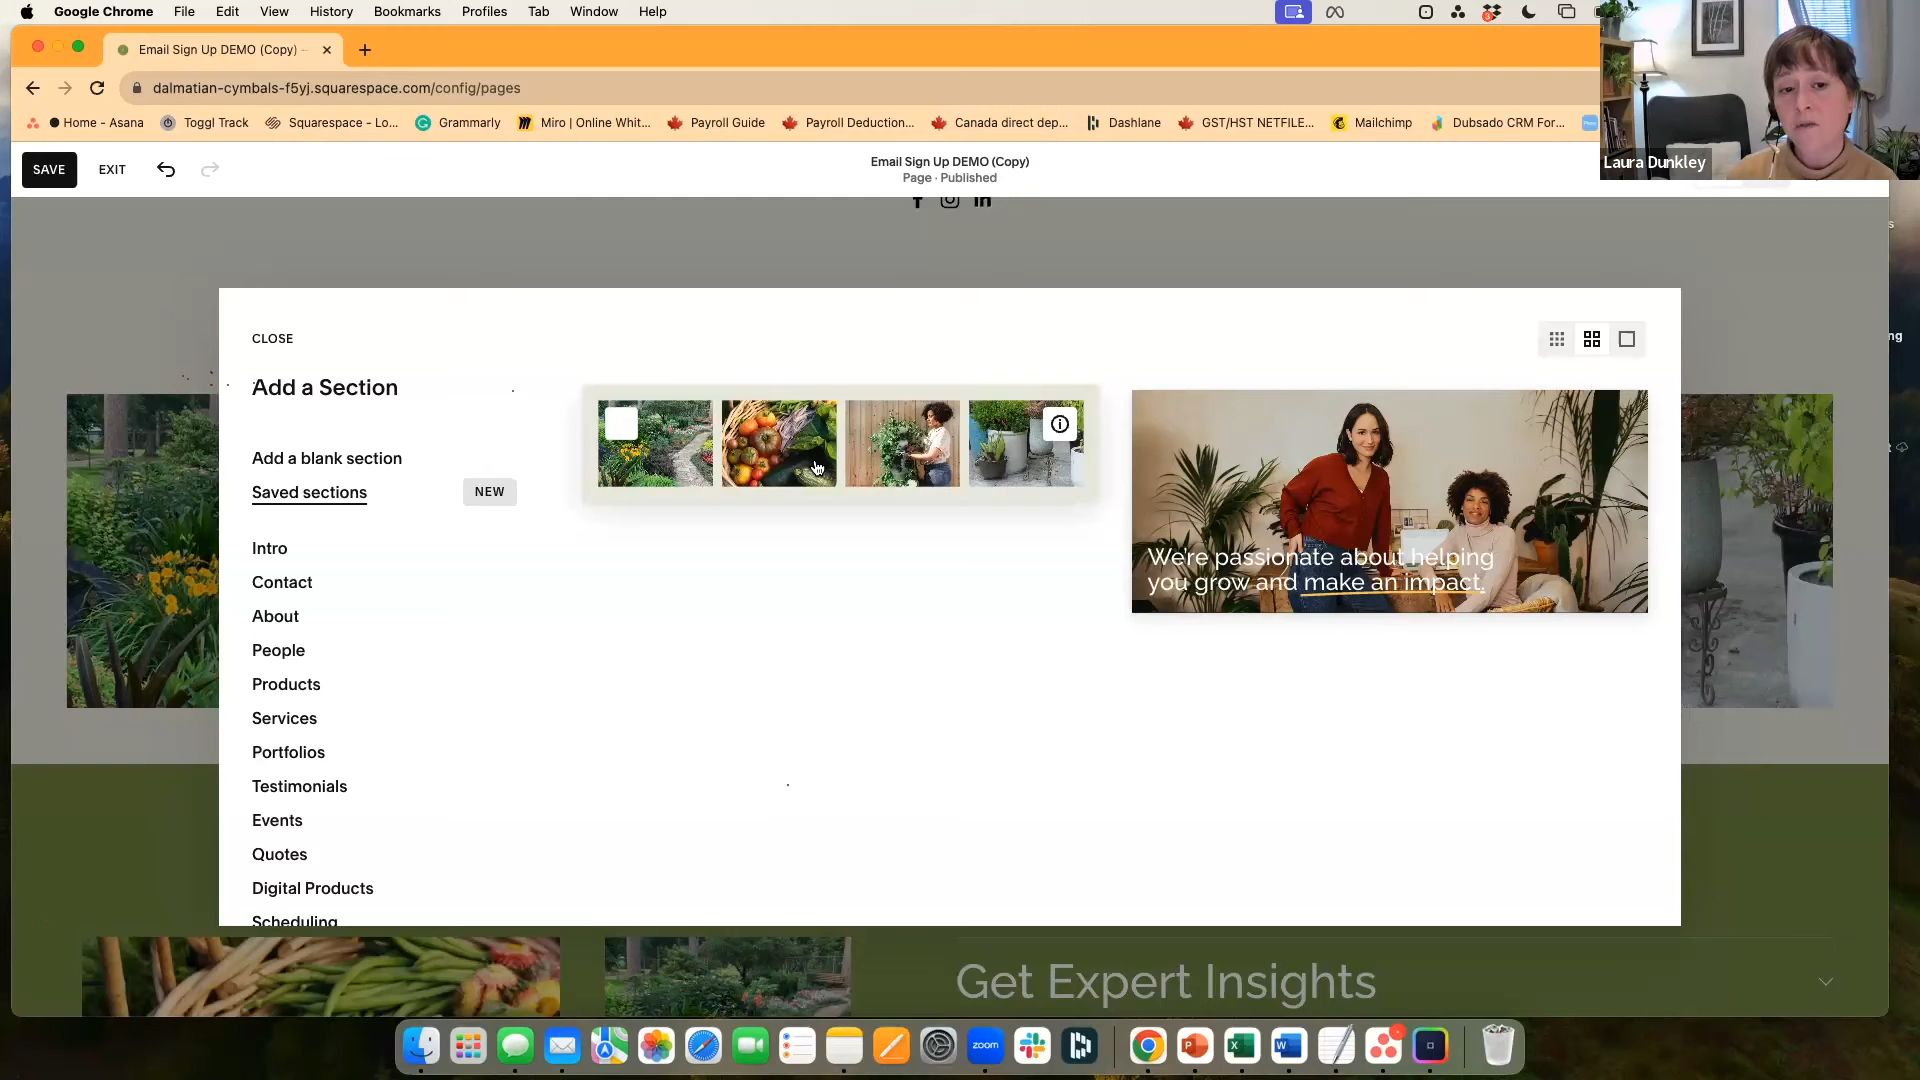 Google Chrome File Edit View History Bookmarks Profiles Tab Window Help
Email Sign Up DEMO (Copy) –
dalmatian-cymbals-f5yj.squarespace.com/config/pages
Home - Asana Toggl Track Squarespace - Lo... Grammarly Miro | Online Whit... Payroll Guide Payroll Deduction... Canada direct dep... Dashlane GST/HST NETFILE... Mailchimp Dubsado CRM For...
Laura Dunkley
SAVE EXIT
Email Sign Up DEMO (Copy)
Page · Published
CLOSE
Add a Section
Add a blank section
Saved sections NEW
Intro
Contact
About
People
Products
Services
Portfolios
Testimonials
Events
Quotes
Digital Products
Scheduling
We're passionate about helping
you grow and make an impact.
Get Expert Insights
zoom